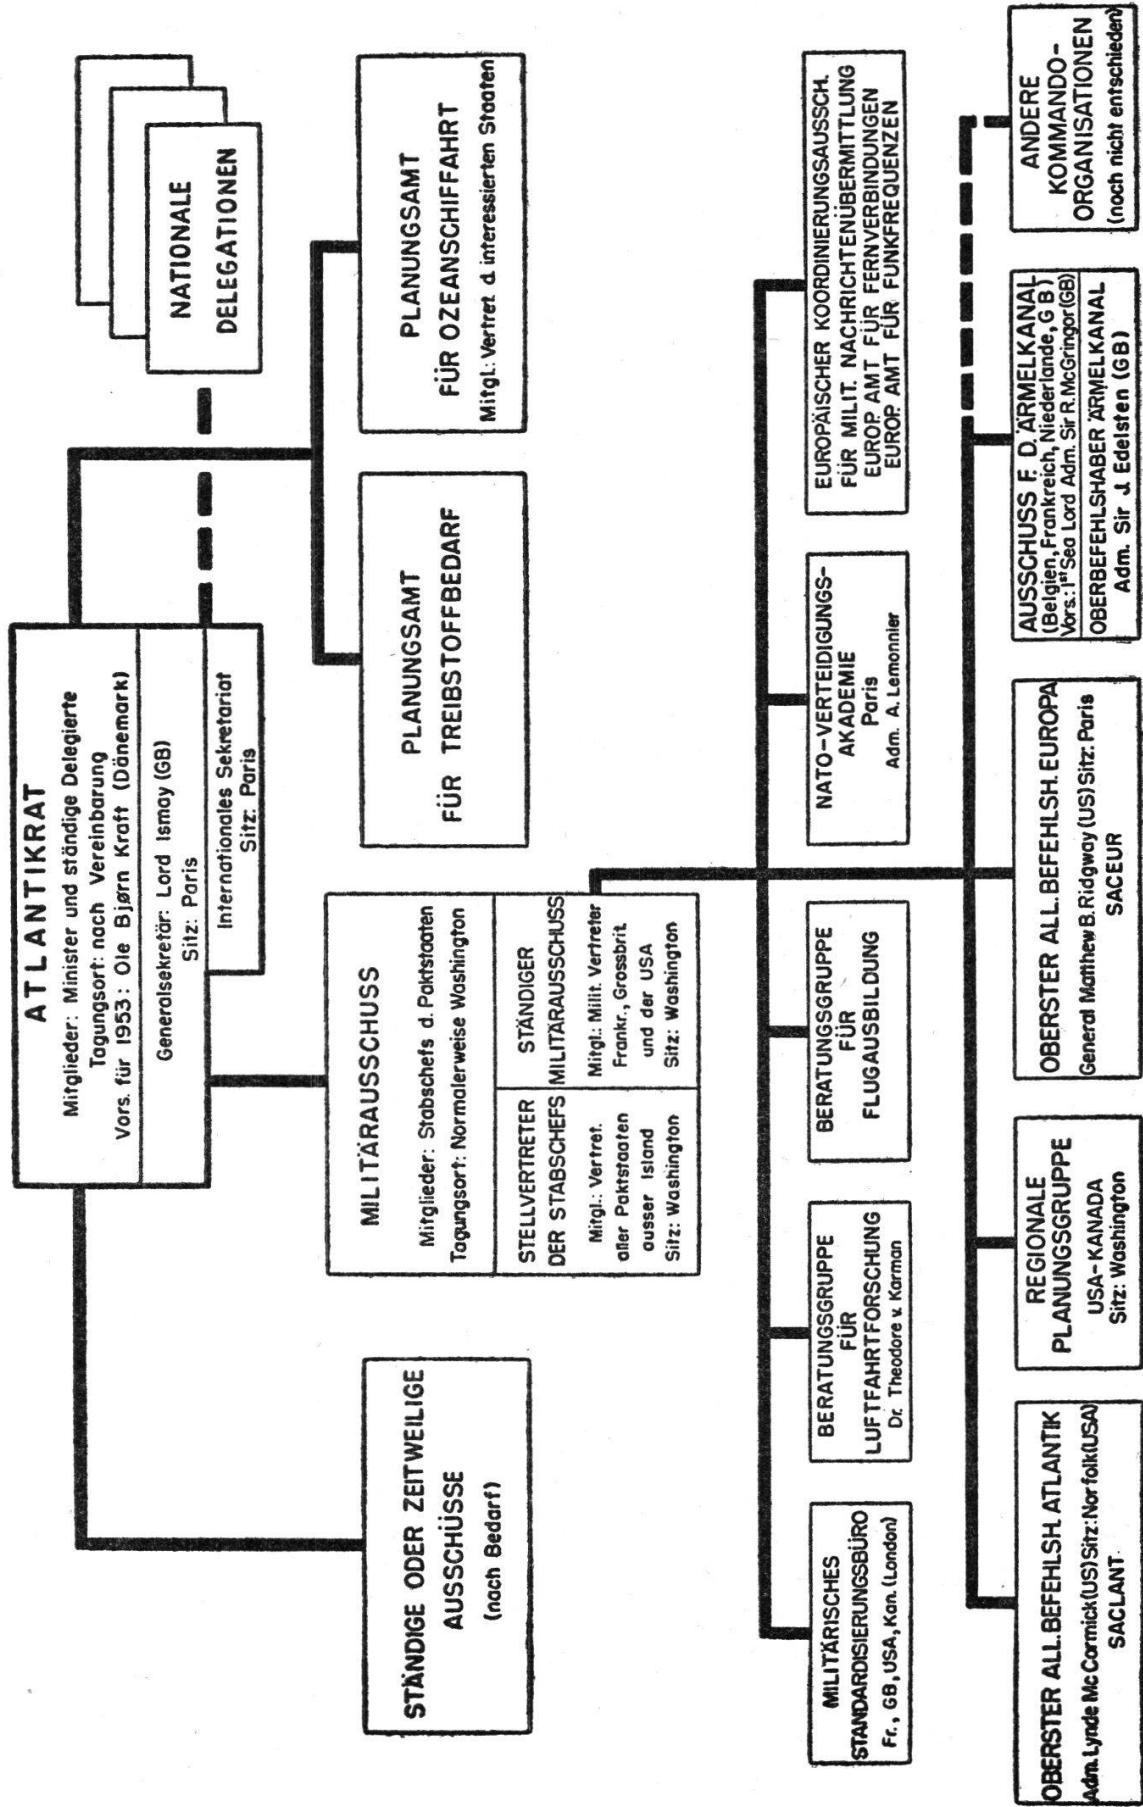 ATLANTIKRAT
Mitglieder: Minister und ständige Delegierte
Tagungsort: nach Vereinbarung
Vors. für 1953: Ole Bjørn Kraft (Dänemark)
Generalsekretär: Lord Ismay (GB)
Sitz: Paris
Internationales Sekretariat
Sitz: Paris
NATIONALE
DELEGATIONEN
STÄNDIGE ODER ZEITWEILIGE
AUSSCHÜSSE
(nach Bedarf)
MILITÄRAUSSCHUSS
Mitglieder: Stabschefs d. Paktstaaten
Tagungsort: Normalerweise Washington
STELLVERTRETER
DER STABSCHEFS
Mitgl.: Vertret.
aller Paktstaaten
ausser Island
Sitz: Washington
STÄNDIGER
MILITÄRAUSSCHUSS
Mitgl.: Milit. Vertreter
Frankr., Grossbrit.
und der USA
Sitz: Washington
PLANUNGSAMT
FÜR TREIBSTOFFBEDARF
PLANUNGSAMT
FÜR OZEANSCHIFFAHRT
Mitgl.: Vertret d. interessierten Staaten
MILITÄRISCHES
STANDARDISIERUNGSBÜRO
Fr., GB, USA, Kan. (London)
BERATUNGSGRUPPE
FÜR
LUFTFAHRTFORSCHUNG
Dr. Theodore v. Karman
BERATUNGSGRUPPE
FÜR
FLUGAUSBILDUNG
NATO-VERTEIDIGUNGS-
AKADEMIE
Paris
Adm. A. Lemonnier
EUROPÄISCHER KOORDINIERUNGSAUSSCH.
FÜR MILIT. NACHRICHTENÜBERMITTLUNG
EUROP. AMT FÜR FERNVERBINDUNGEN
EUROP. AMT FÜR FUNKFREQUENZEN
OBERSTER ALL. BEFEHLSH. ATLANTIK
Adm. Lynde Mc Cormick (US) Sitz: Norfolk (USA)
SACLANT
REGIONALE
PLANUNGSGRUPPE
USA-KANADA
Sitz: Washington
OBERSTER ALL. BEFEHLSH. EUROPA
General Matthew B. Ridgway (US) Sitz: Paris
SACEUR
AUSSCHUSS F. D. ÄRMELKANAL
(Belgien, Frankreich, Niederlande, G B)
Vors.: 1st Sea Lord Adm. Sir R. McGringor (GB)
OBERBEFEHLSHABER ÄRMELKANAL
Adm. Sir J. Edelsten (GB)
ANDERE
KOMMANDO-
ORGANISATIONEN
(noch nicht entschieden)